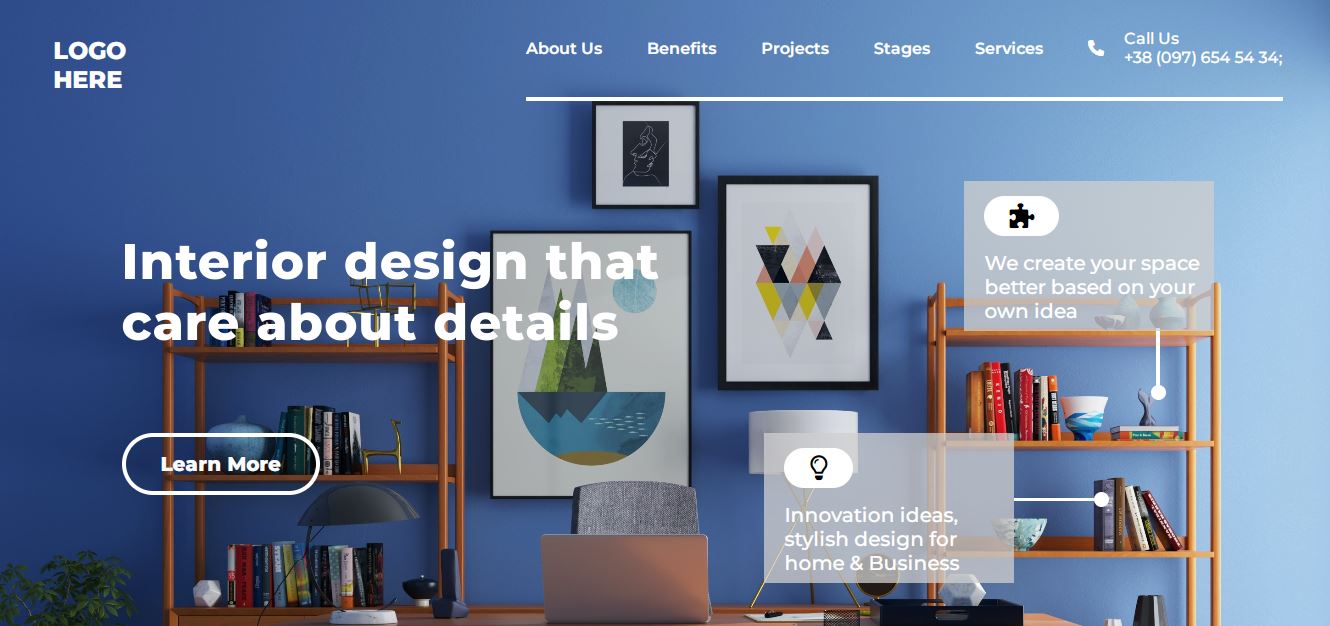 LOGO
HERE
About Us
Benefits
Projects
Stages
Services
Call Us
+38 (097) 654 54 34;
Interior design that
care about details
Learn More
We create your space
better based on your
own idea
Innovation ideas,
stylish design for
home & Business